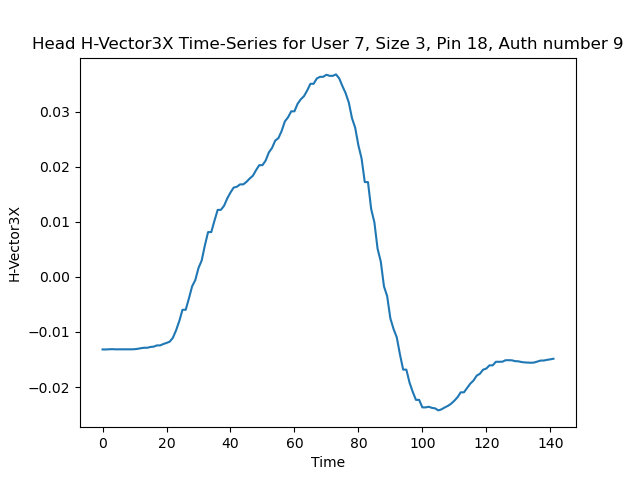 Head H-Vector3X Time-Series for User 7, Size 3, Pin 18, Auth number 9
0.03
0.02
0.01
0.00
−0.01
−0.02
H-Vector3X
0 20 40 60 80 100 120 140
Time